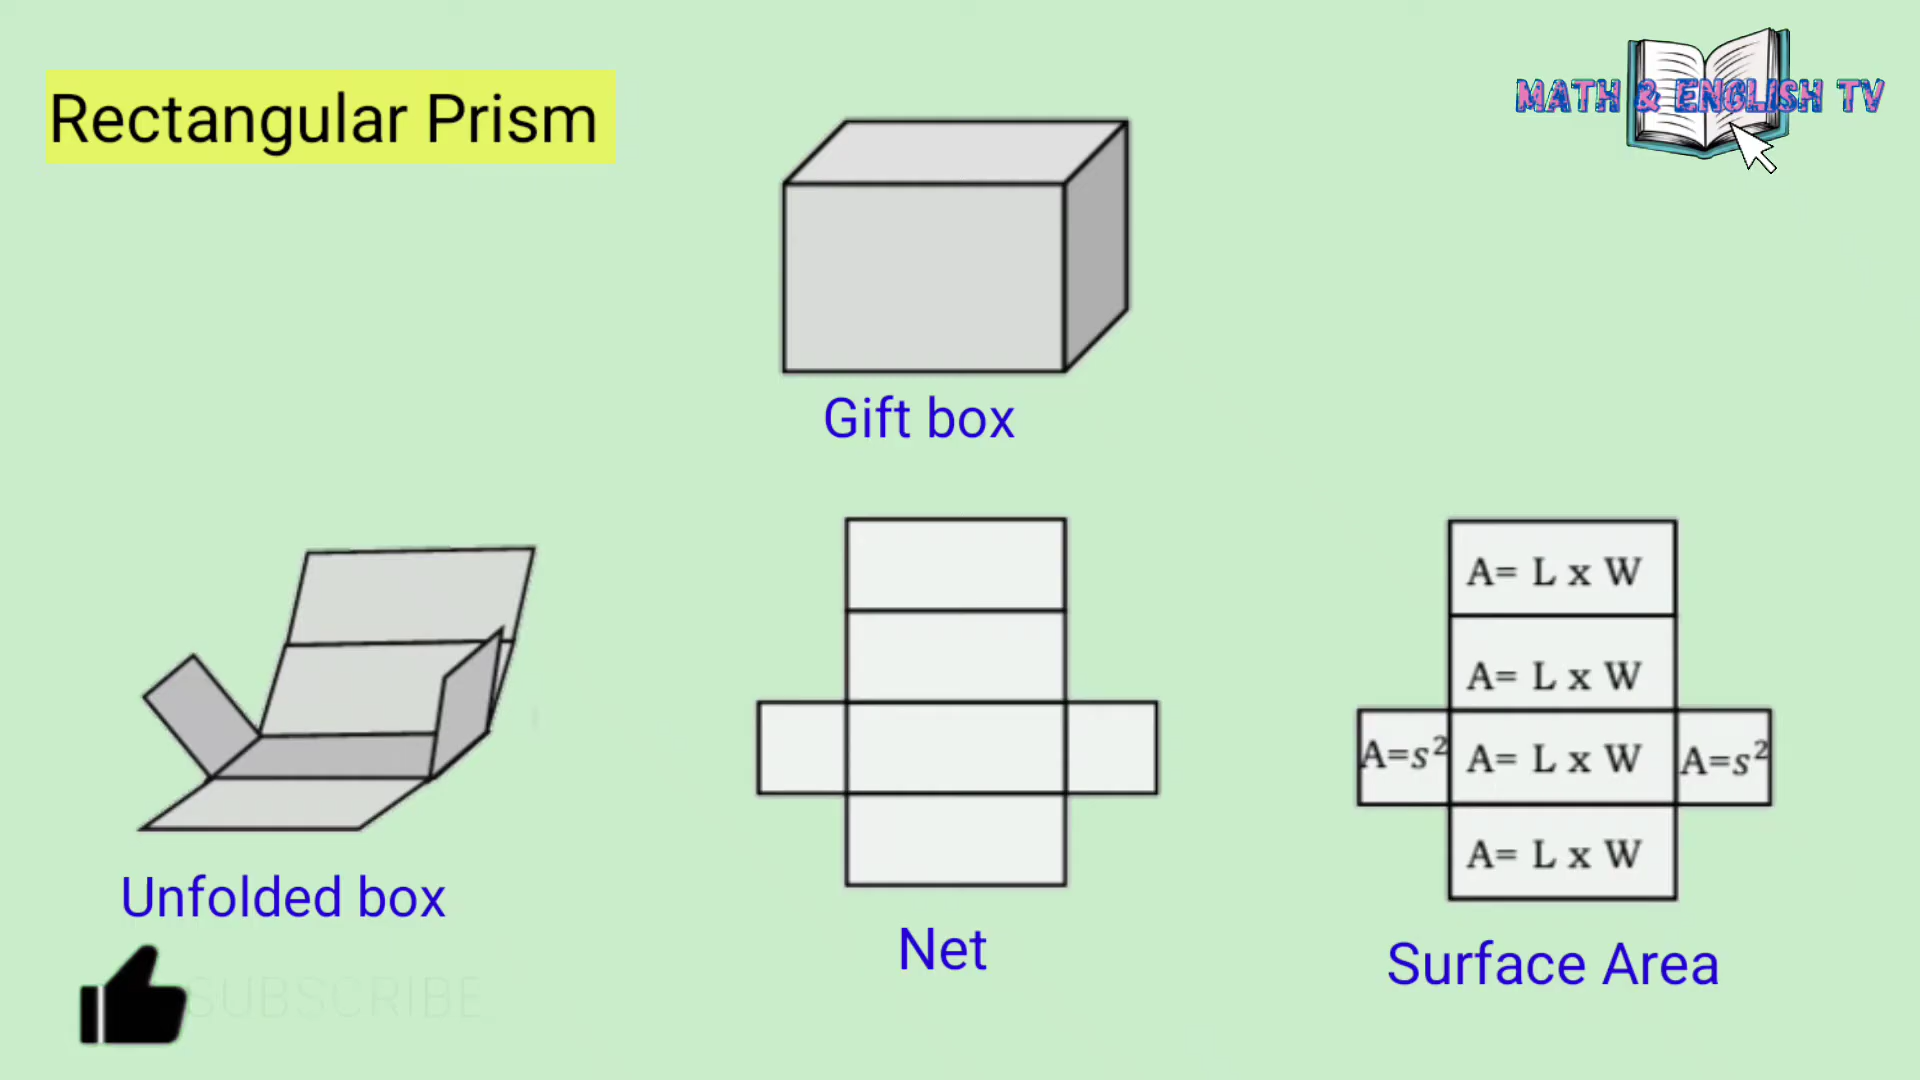 Rectangular Prism
MATH & ENGLISH TV
Gift box
A= L x W
A= L x W
A=s² A= L x W A=s²
A= L x W
Unfolded box
Net
Surface Area
SUBSCRIBE